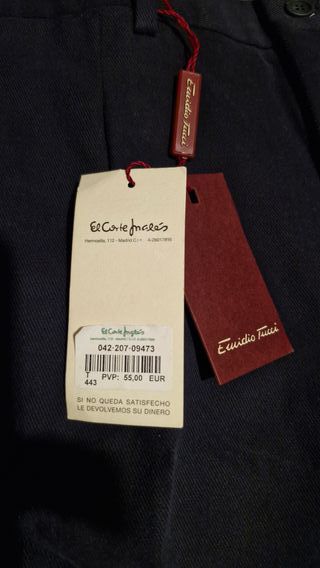 Emidio Tucci
El Corte Inglés
Hermosilla, 112 - Madrid
A-28017895
El Corte Inglés
042-207-09473
T
443
PVP: 55,00 EUR
SI NO QUEDA SATISFECHO
LE DEVOLVEMOS SU DINERO
Emidio Tucci